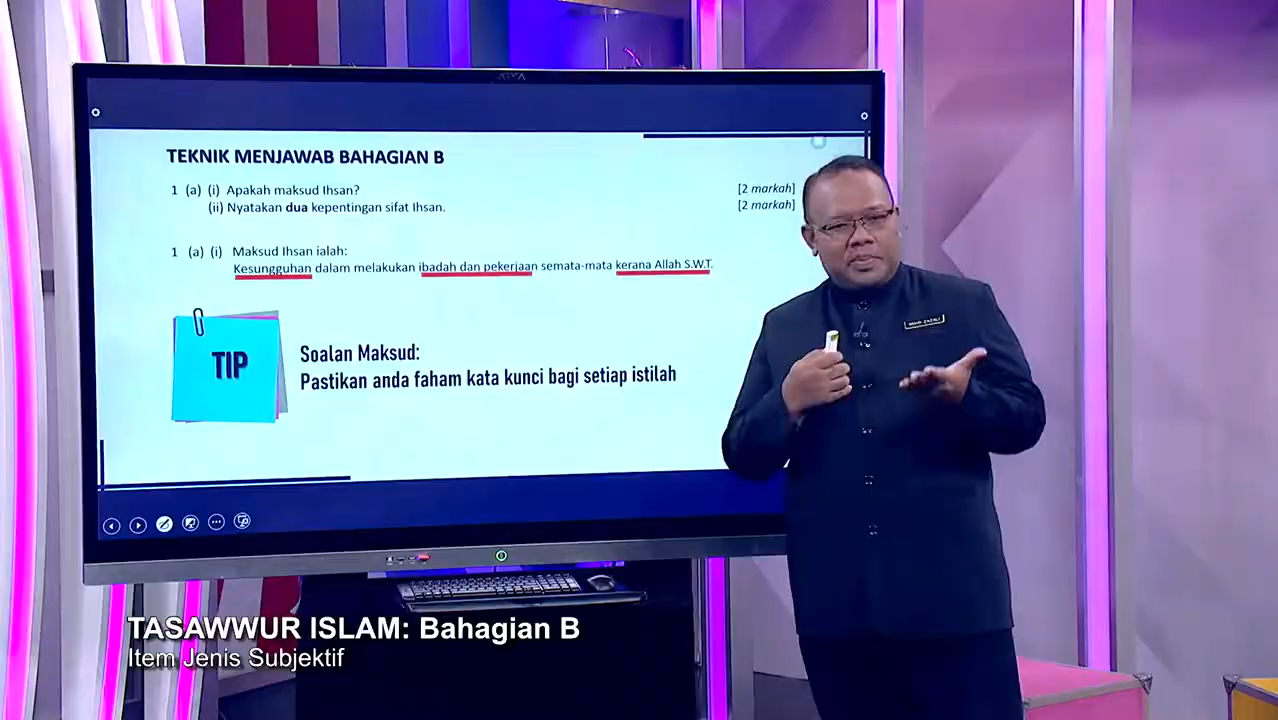 TEKNIK MENJAWAB BAHAGIAN B
1 (a) (i) Apakah maksud Ihsan? [2 markah]
(ii) Nyatakan dua kepentingan sifat Ihsan. [2 markah]
1 (a) (i) Maksud Ihsan ialah:
Kesungguhan dalam melakukan ibadah dan pekerjaan semata-mata kerana Allah S.W.T.
TIP
Soalan Maksud:
Pastikan anda faham kata kunci bagi setiap istilah
TASAWWUR ISLAM: Bahagian B
Item Jenis Subjektif